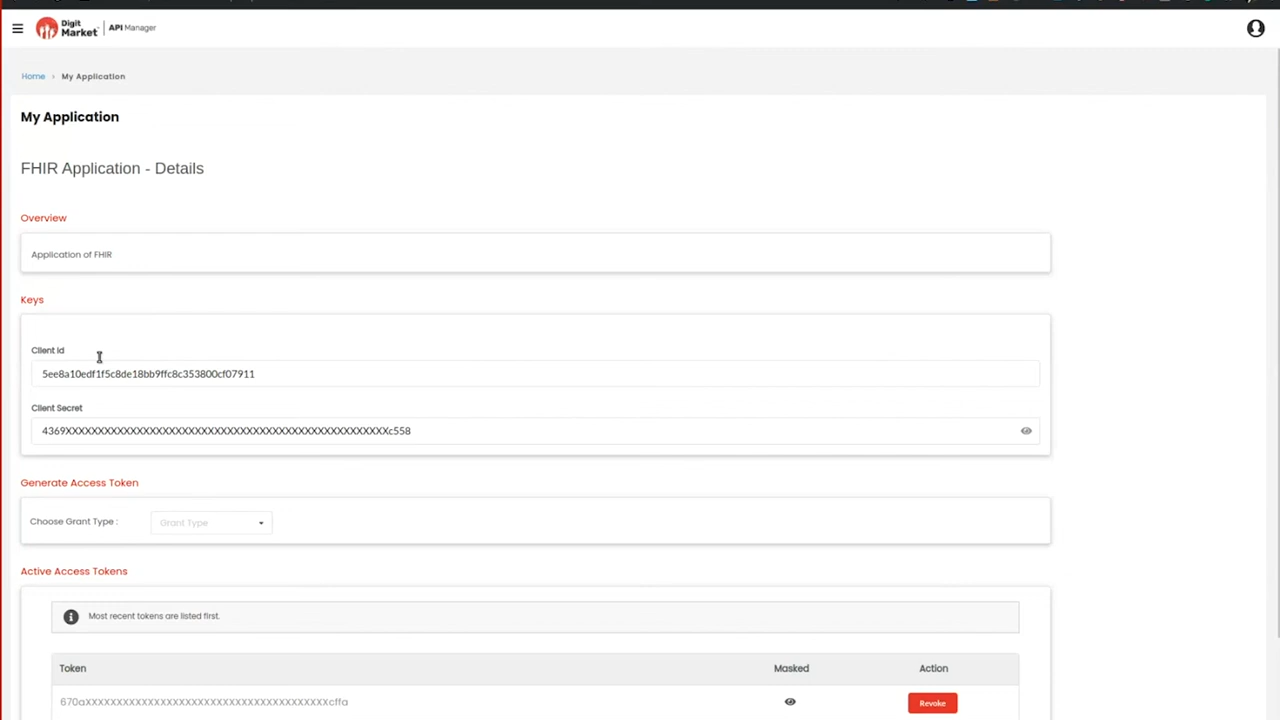 Digit
Market
API Manager
Home › My Application
My Application
FHIR Application - Details
Overview
Application of FHIR
Keys
Client Id
5ee8a10edf1f5c8de18bb9ffc8c353800cf07911
Client Secret
4369XXXXXXXXXXXXXXXXXXXXXXXXXXXXXXXXXXXXXXXXXXXXXXXXXXXXXXXXc558
Generate Access Token
Choose Grant Type :
Grant Type
Active Access Tokens
Most recent tokens are listed first.
Token Masked Action
670aXXXXXXXXXXXXXXXXXXXXXXXXXXXXXXXXXXXXXXXXcffa Revoke